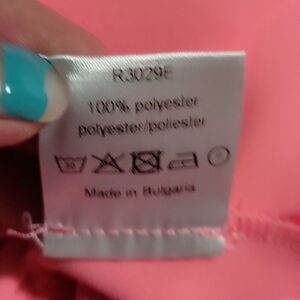 R3029E
100% polyester
polyester/poliester
Made in Bulgaria